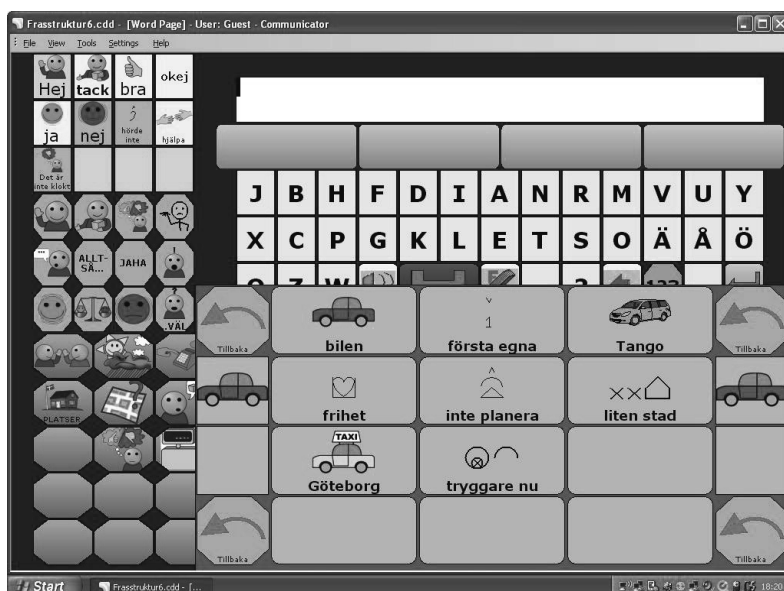 Frasstruktur6.cdd - [Word Page] - User: Guest - Communicator
File View Tools Settings Help
Hej tack bra okej
ja nej hörde inte hjälpa
Det är inte klokt
J B H F D I A N R M V U Y
X C P G K L E T S O Ä Å Ö
Q Z W ? 123
ALLT-SÄ... JAHA
..VÄL
PLATSER
Tillbaka bilen första egna Tango Tillbaka
frihet inte planera liten stad
TAXI
Göteborg tryggare nu
Tillbaka Tillbaka
Start Frasstruktur6.cdd - [... 18:20